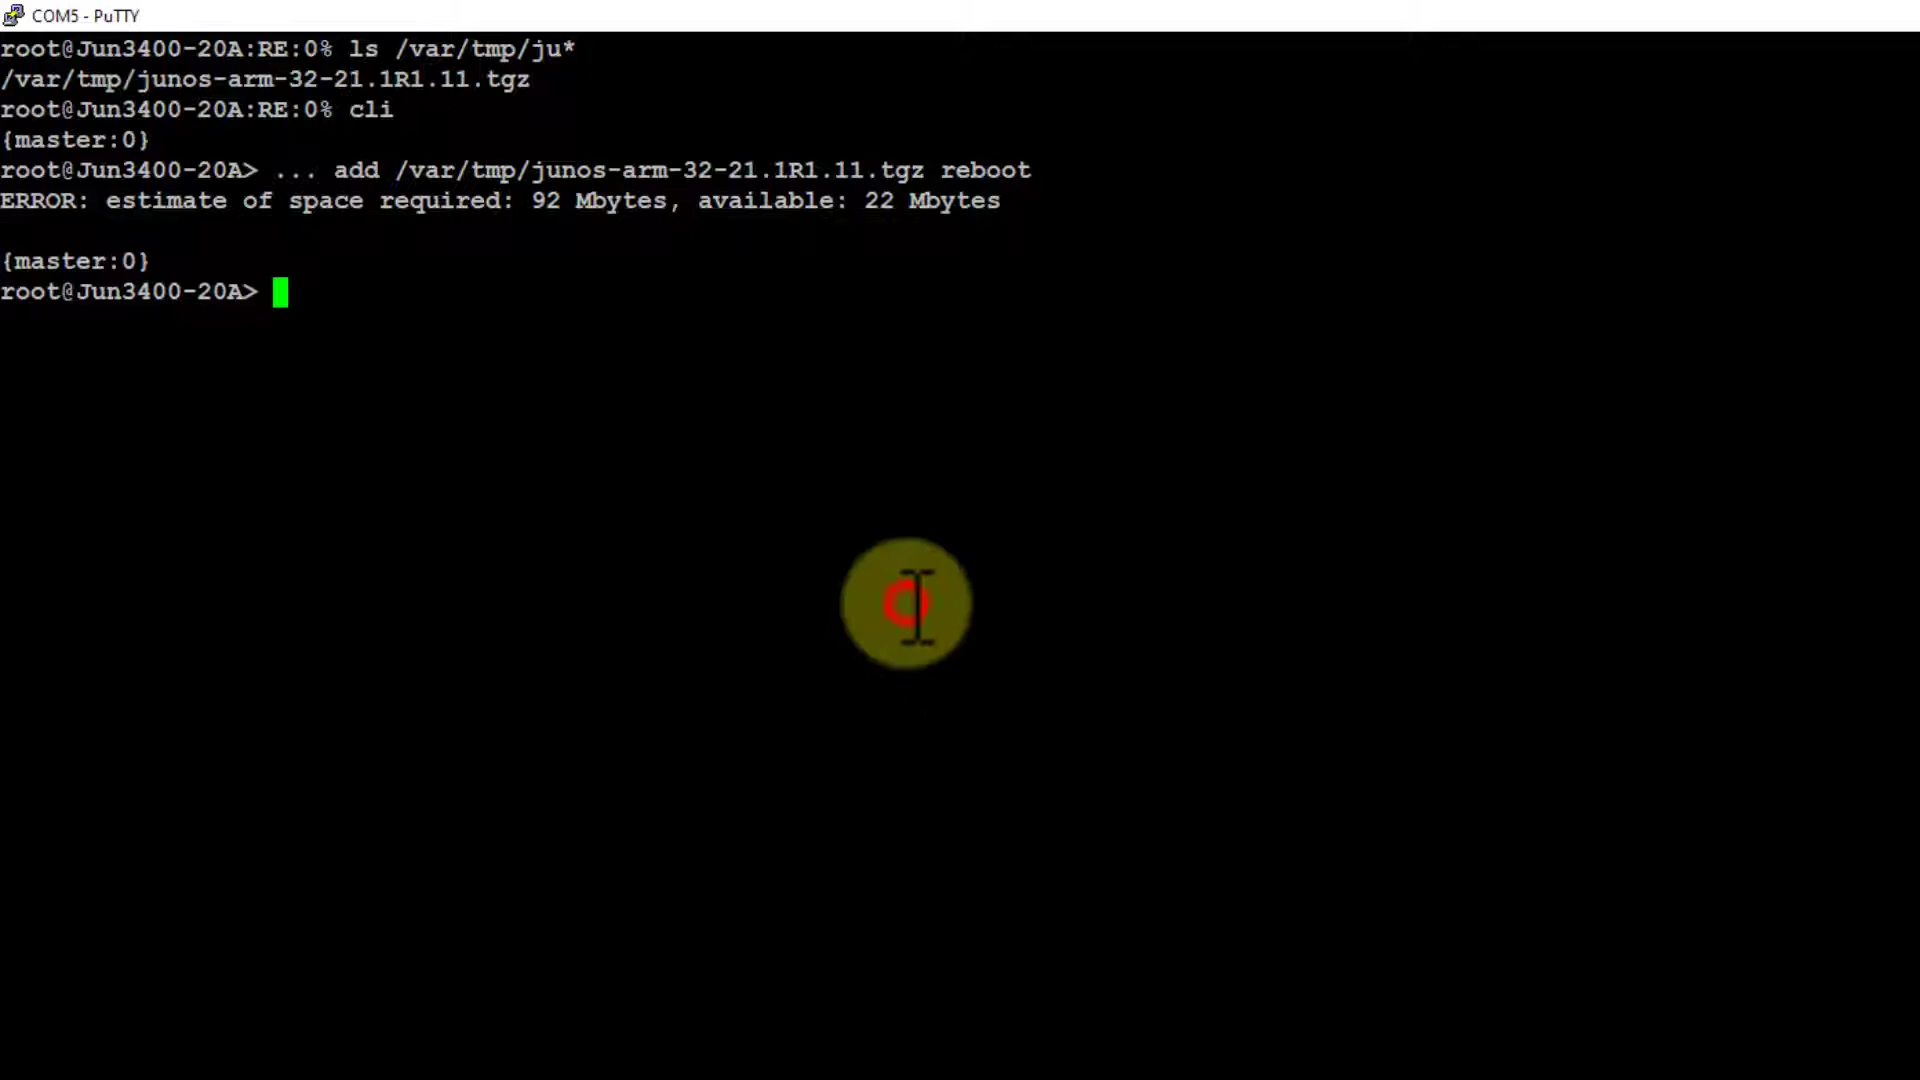 COM5 - PuTTY
root@Jun3400-20A:RE:0% ls /var/tmp/ju*
/var/tmp/junos-arm-32-21.1R1.11.tgz
root@Jun3400-20A:RE:0% cli
{master:0}
root@Jun3400-20A> ... add /var/tmp/junos-arm-32-21.1R1.11.tgz reboot
ERROR: estimate of space required: 92 Mbytes, available: 22 Mbytes
{master:0}
root@Jun3400-20A>